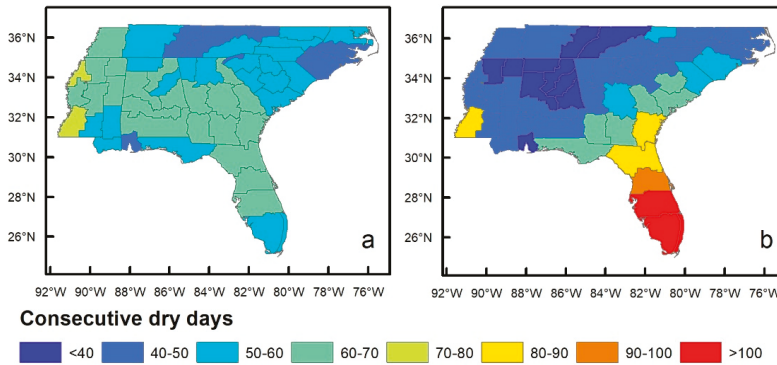 36°N
34°N
32°N
30°N
28°N
26°N
a
92°W 90°W 88°W 86°W 84°W 82°W 80°W 78°W 76°W
36°N
34°N
32°N
30°N
28°N
26°N
b
92°W 90°W 88°W 86°W 84°W 82°W 80°W 78°W 76°W
Consecutive dry days
<40 40-50 50-60 60-70 70-80 80-90 90-100 >100